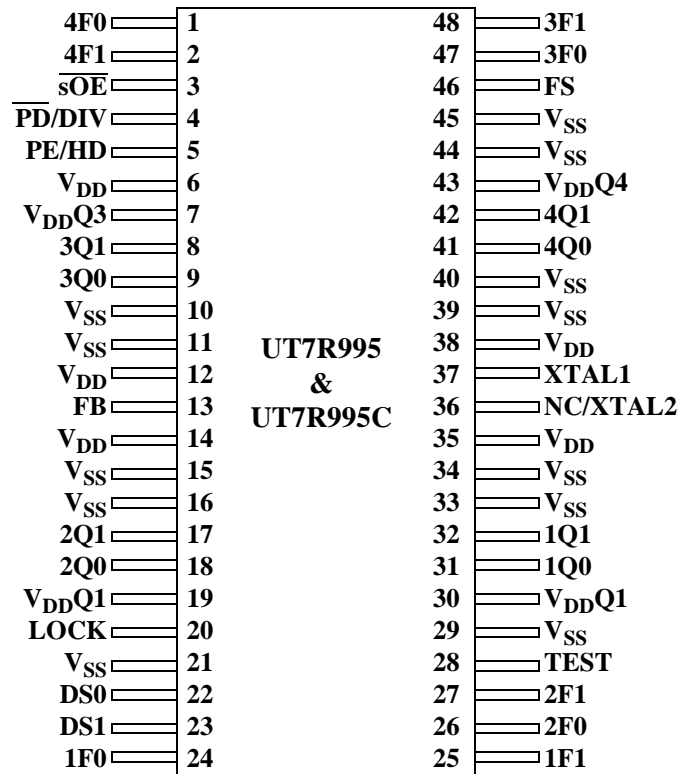 4F0 1 48 3F1
4F1 2 47 3F0
s̅O̅E̅ 3 46 FS
P̅D̅/DIV 4 45 VSS
PE/HD 5 44 VSS
VDD 6 43 VDDQ4
VDDQ3 7 42 4Q1
3Q1 8 41 4Q0
3Q0 9 40 VSS
VSS 10 39 VSS
VSS 11 38 VDD
VDD 12 37 XTAL1
FB 13 36 NC/XTAL2
VDD 14 35 VDD
VSS 15 34 VSS
VSS 16 33 VSS
2Q1 17 32 1Q1
2Q0 18 31 1Q0
VDDQ1 19 30 VDDQ1
LOCK 20 29 VSS
VSS 21 28 TEST
DS0 22 27 2F1
DS1 23 26 2F0
1F0 24 25 1F1
UT7R995
&
UT7R995C